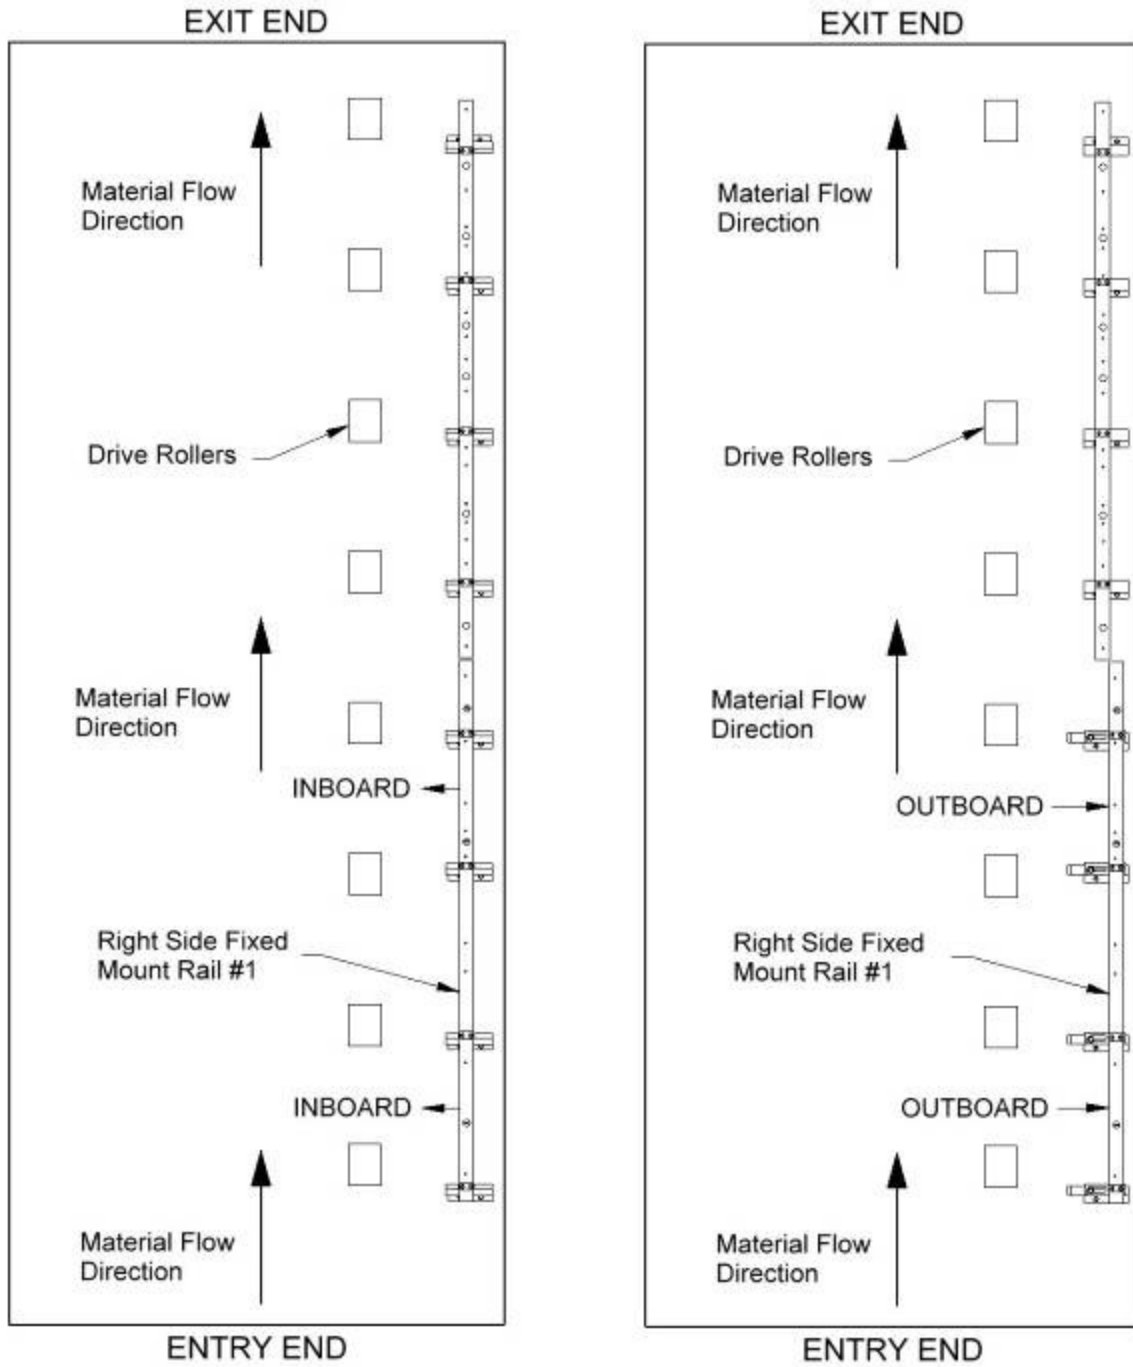 EXIT END
Material Flow
Direction
Drive Rollers
Material Flow
Direction
INBOARD
Right Side Fixed
Mount Rail #1
INBOARD
Material Flow
Direction
ENTRY END
EXIT END
Material Flow
Direction
Drive Rollers
Material Flow
Direction
OUTBOARD
Right Side Fixed
Mount Rail #1
OUTBOARD
Material Flow
Direction
ENTRY END